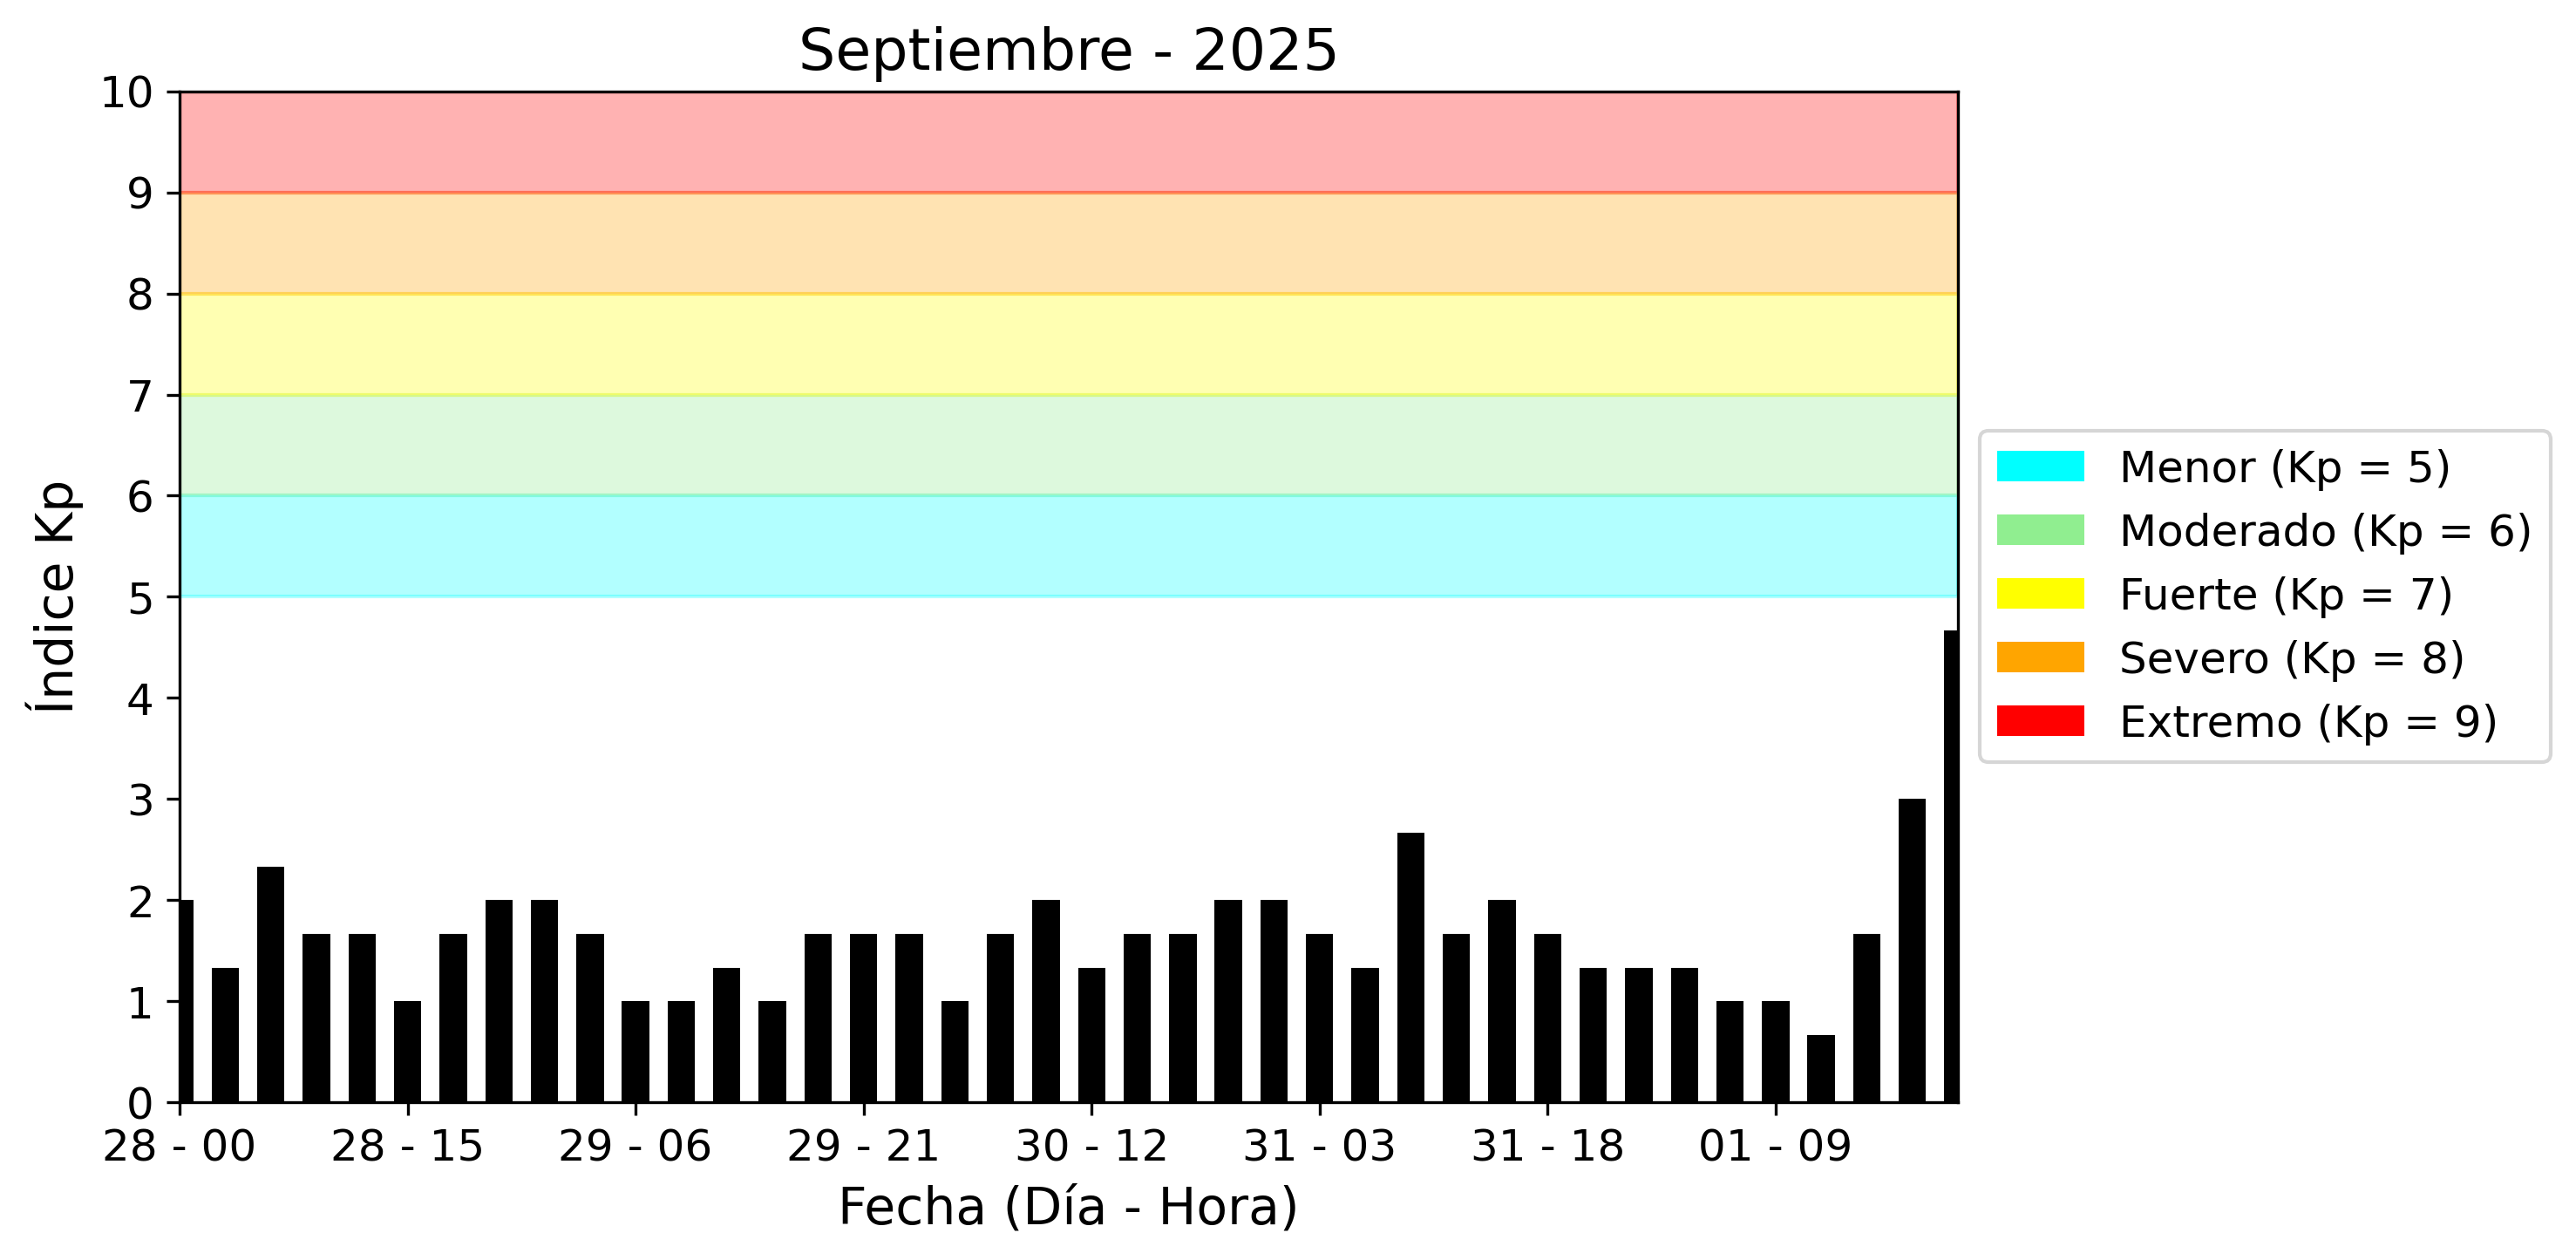 Septiembre - 2025
10
9
8
7
6
5
4
3
2
1
0
Índice Kp
28 - 00
28 - 15
29 - 06
29 - 21
30 - 12
31 - 03
31 - 18
01 - 09
Fecha (Día - Hora)
Menor (Kp = 5)
Moderado (Kp = 6)
Fuerte (Kp = 7)
Severo (Kp = 8)
Extremo (Kp = 9)